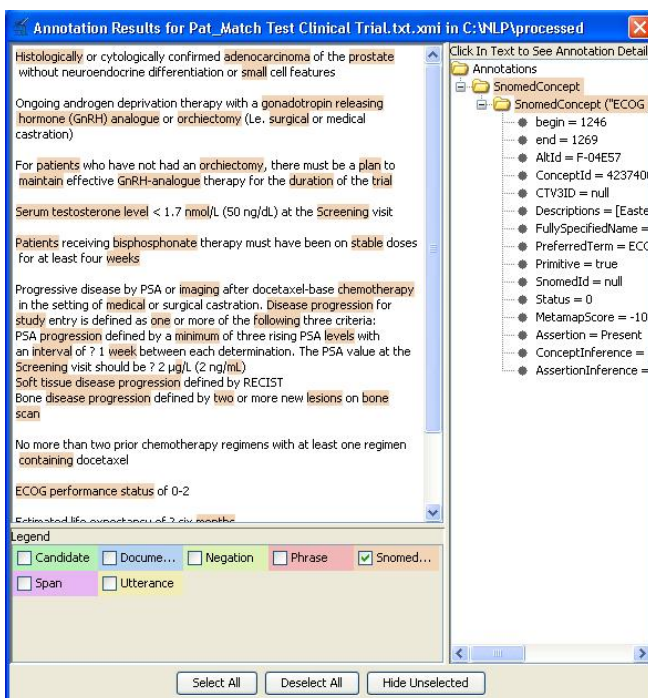 Annotation Results for Pat_Match Test Clinical Trial.txt.xmi in C:\NLP\processed
Histologically or cytologically confirmed adenocarcinoma of the prostate
without neuroendocrine differentiation or small cell features
Ongoing androgen deprivation therapy with a gonadotropin releasing
hormone (GnRH) analogue or orchiectomy (i.e. surgical or medical
castration)
For patients who have not had an orchiectomy, there must be a plan to
maintain effective GnRH-analogue therapy for the duration of the trial
Serum testosterone level < 1.7 nmol/L (50 ng/dL) at the Screening visit
Patients receiving bisphosphonate therapy must have been on stable doses
for at least four weeks
Progressive disease by PSA or imaging after docetaxel-base chemotherapy
in the setting of medical or surgical castration. Disease progression for
study entry is defined as one or more of the following three criteria:
PSA progression defined by a minimum of three rising PSA levels with
an interval of ? 1 week between each determination. The PSA value at the
Screening visit should be ? 2 µg/L (2 ng/mL)
Soft tissue disease progression defined by RECIST
Bone disease progression defined by two or more new lesions on bone
scan
No more than two prior chemotherapy regimens with at least one regimen
containing docetaxel
ECOG performance status of 0-2
Estimated life expectancy of ? six months
Click In Text to See Annotation Detail
Annotations
SnomedConcept
SnomedConcept ("ECOG
begin = 1246
end = 1269
AltId = F-04E57
ConceptId = 4237400
CTV3ID = null
Descriptions = [Easte
FullySpecifiedName =
PreferredTerm = ECO
Primitive = true
SnomedId = null
Status = 0
MetamapScore = -10
Assertion = Present
ConceptInference =
AssertionInference =
Legend
Candidate Docume... Negation Phrase Snomed...
Span Utterance
Select All Deselect All Hide Unselected